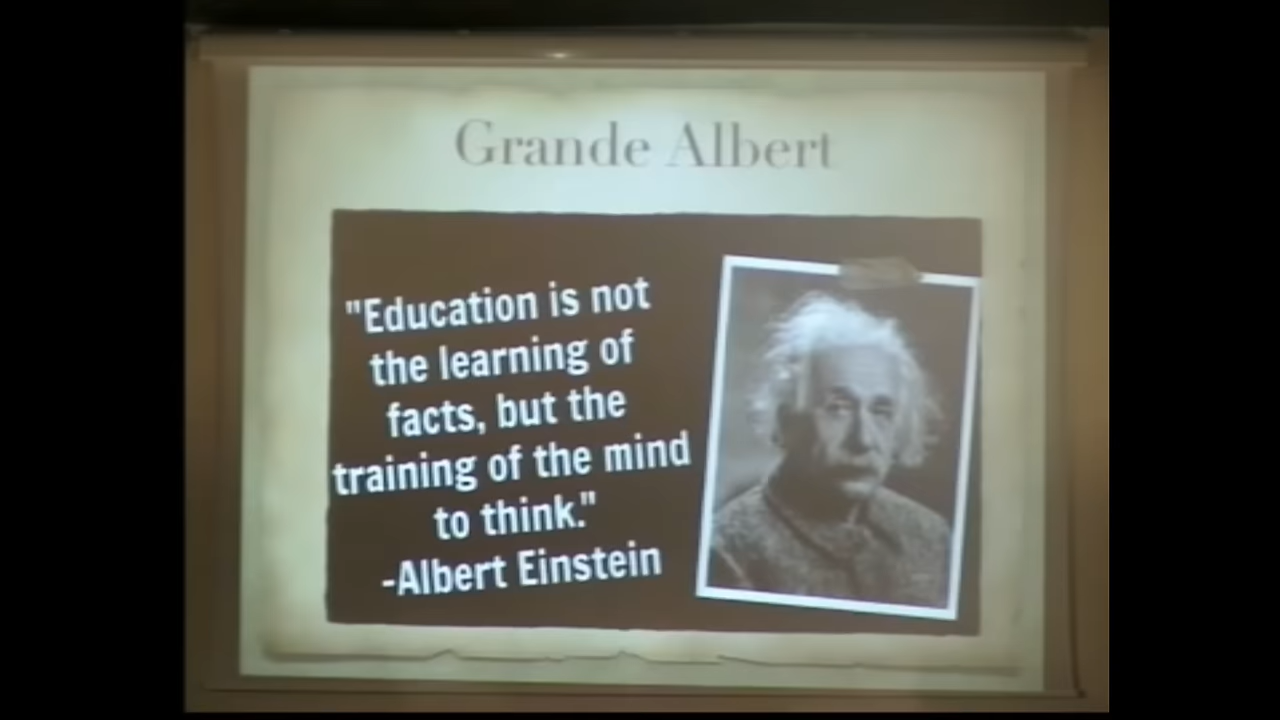 Grande Albert
"Education is not
the learning of
facts, but the
training of the mind
to think."
-Albert Einstein